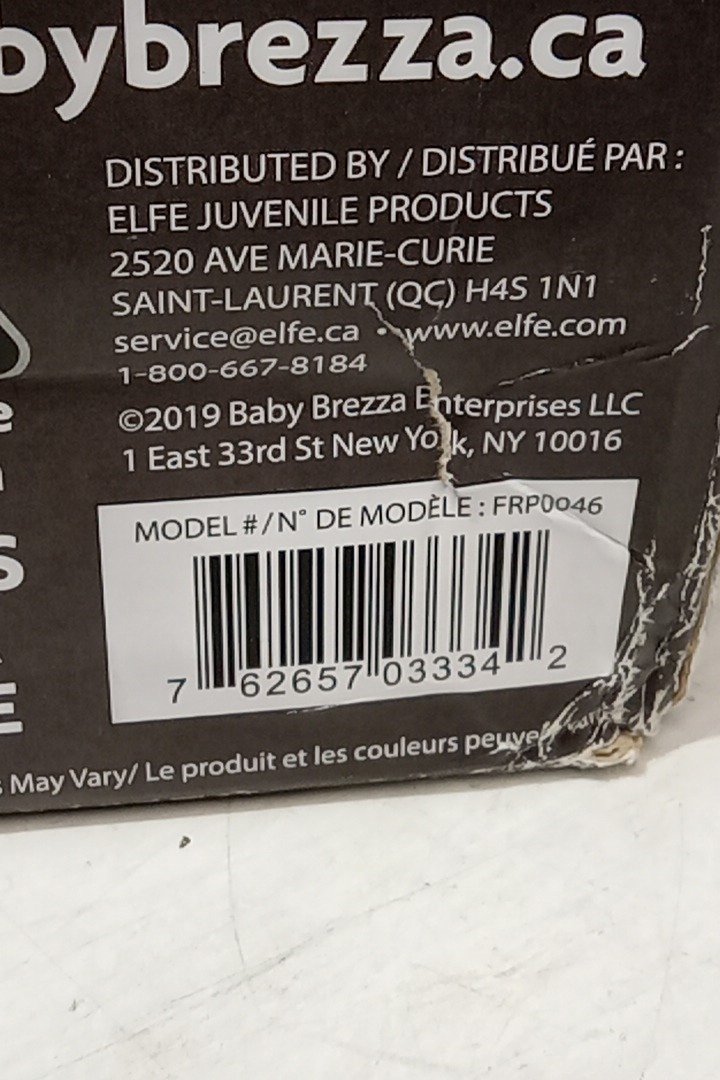 bybrezza.ca
DISTRIBUTED BY / DISTRIBUÉ PAR :
ELFE JUVENILE PRODUCTS
2520 AVE MARIE-CURIE
SAINT-LAURENT (QC) H4S 1N1
service@elfe.ca • www.elfe.com
1-800-667-8184
©2019 Baby Brezza Enterprises LLC
1 East 33rd St New York, NY 10016
MODEL #/N° DE MODÈLE : FRP0046
7 62657 03334 2
May Vary/ Le produit et les couleurs peuve